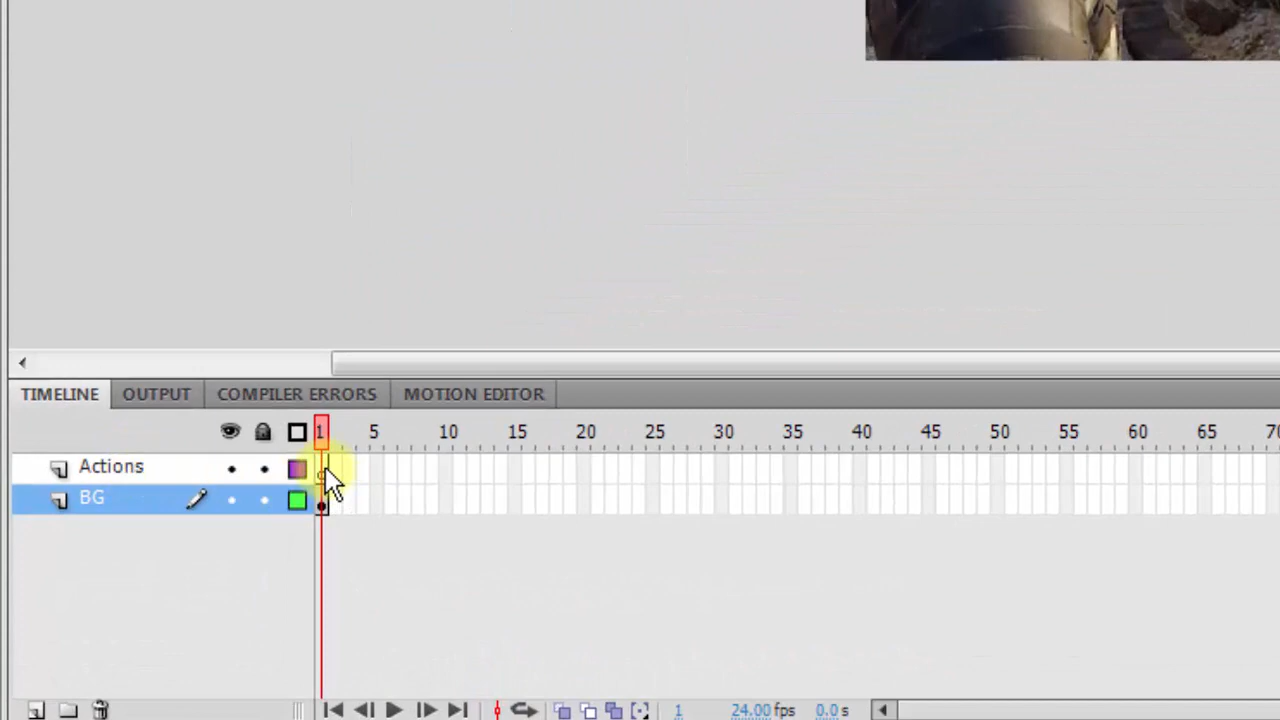 TIMELINE OUTPUT COMPILER ERRORS MOTION EDITOR
1 5 10 15 20 25 30 35 40 45 50 55 60 65 70
Actions
BG
1 24.00 fps 0.0 s